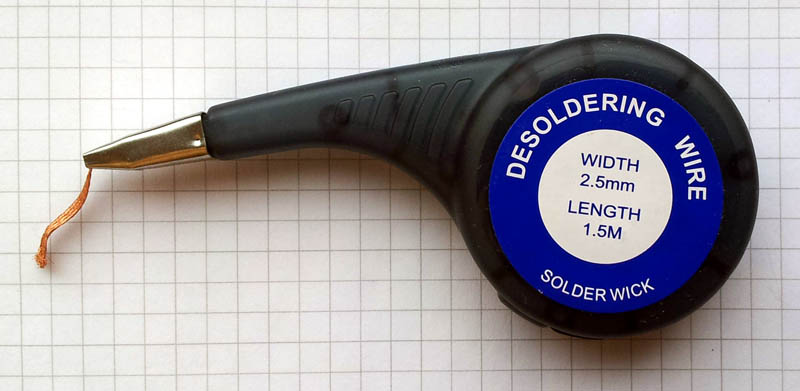 DESOLDERING WIRE
WIDTH
2.5mm
LENGTH
1.5M
SOLDER WICK